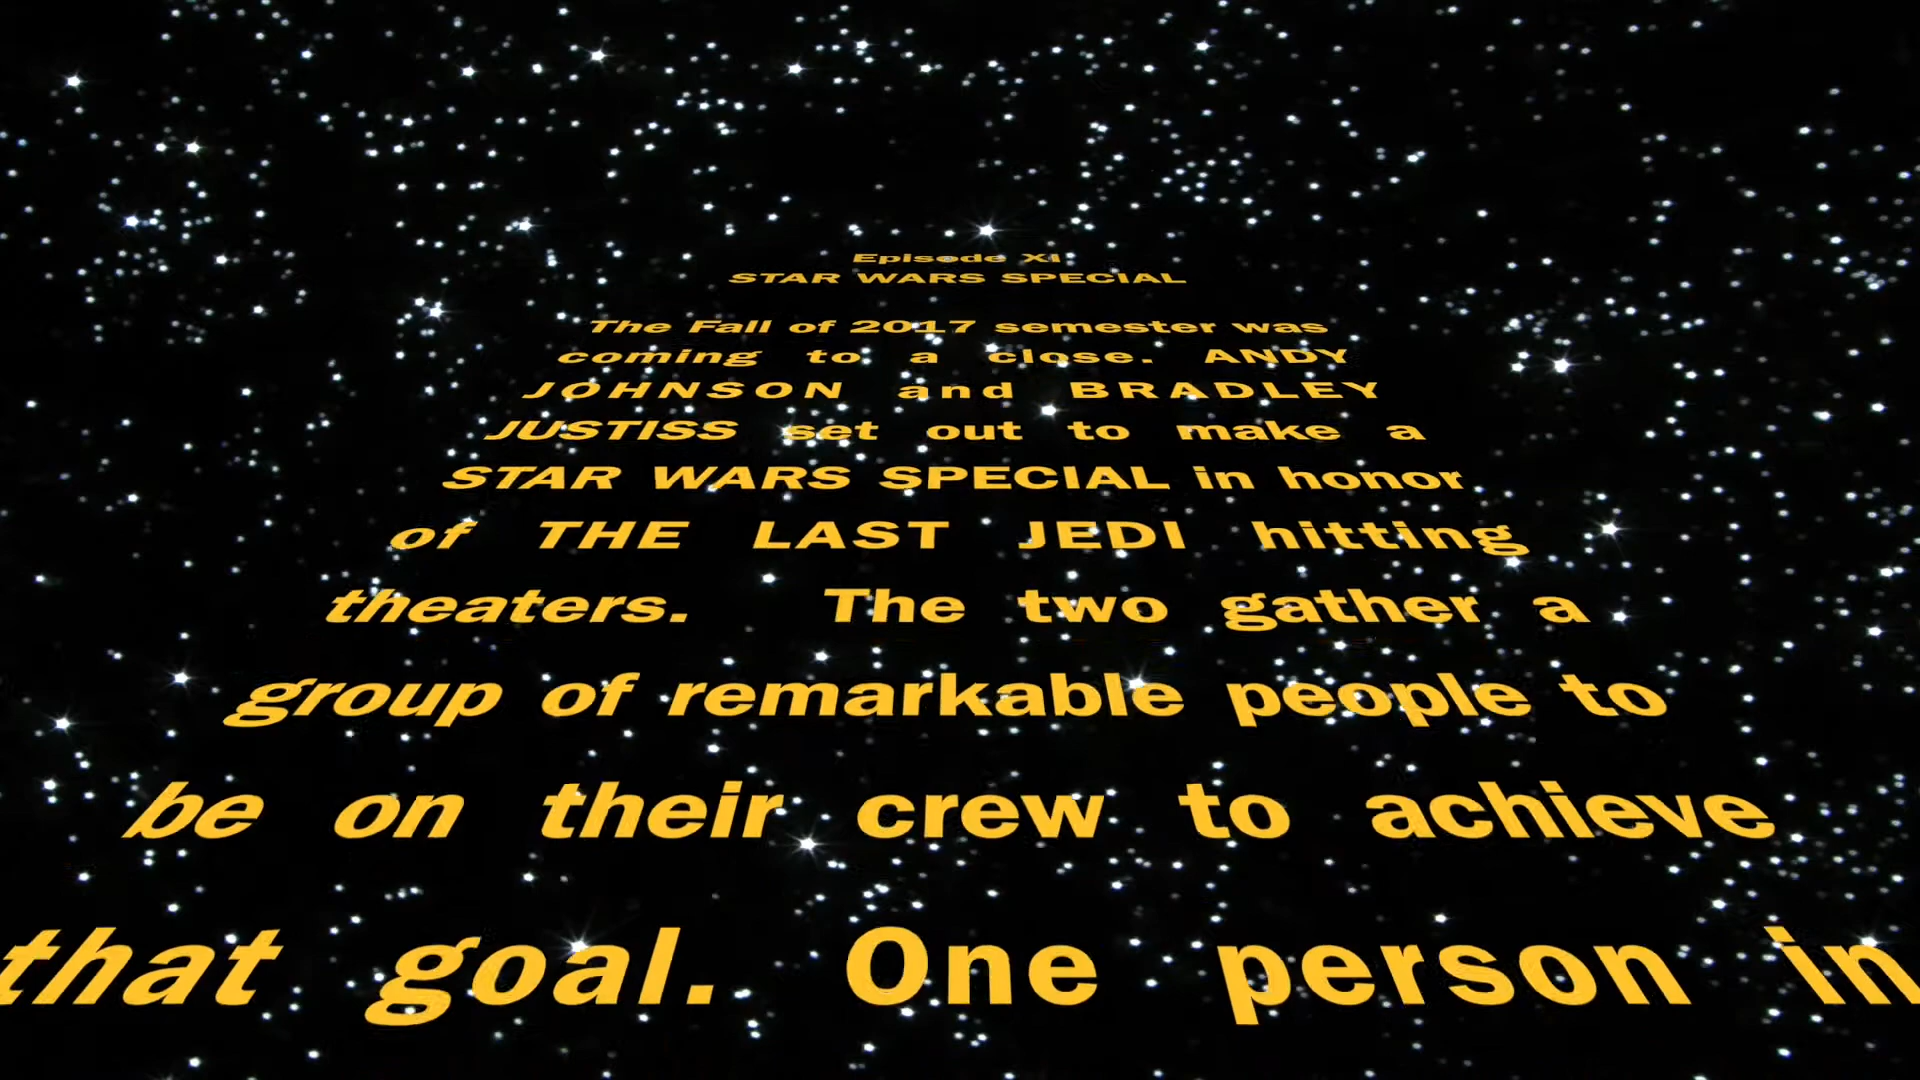 Episode XI
STAR WARS SPECIAL
The Fall of 2017 semester was
coming to a close. ANDY
JOHNSON and BRADLEY
JUSTISS set out to make a
STAR WARS SPECIAL in honor
of THE LAST JEDI hitting
theaters. The two gather a
group of remarkable people to
be on their crew to achieve
that goal. One person in